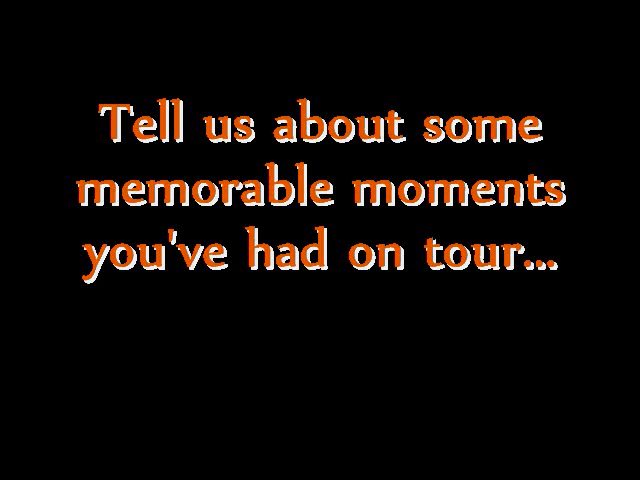 Tell us about some
memorable moments
you've had on tour...